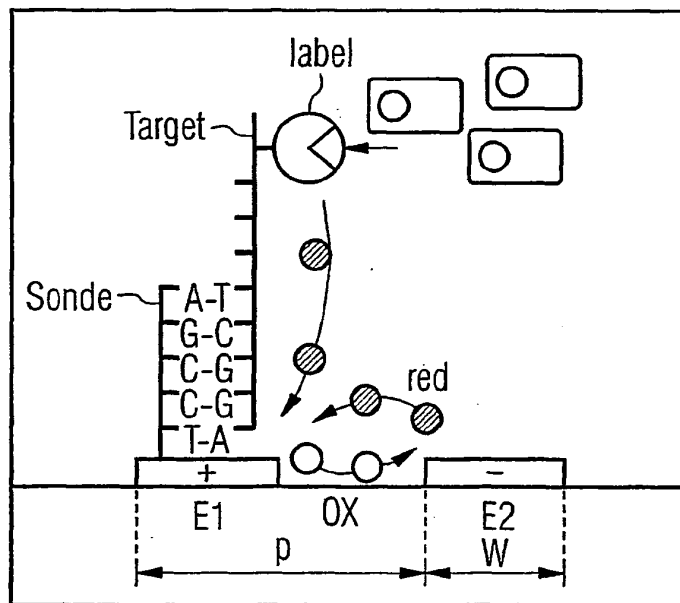 label
Target
Sonde
A-T
G-C
C-G
C-G
red
T-A
+ −
E1 OX E2
p W